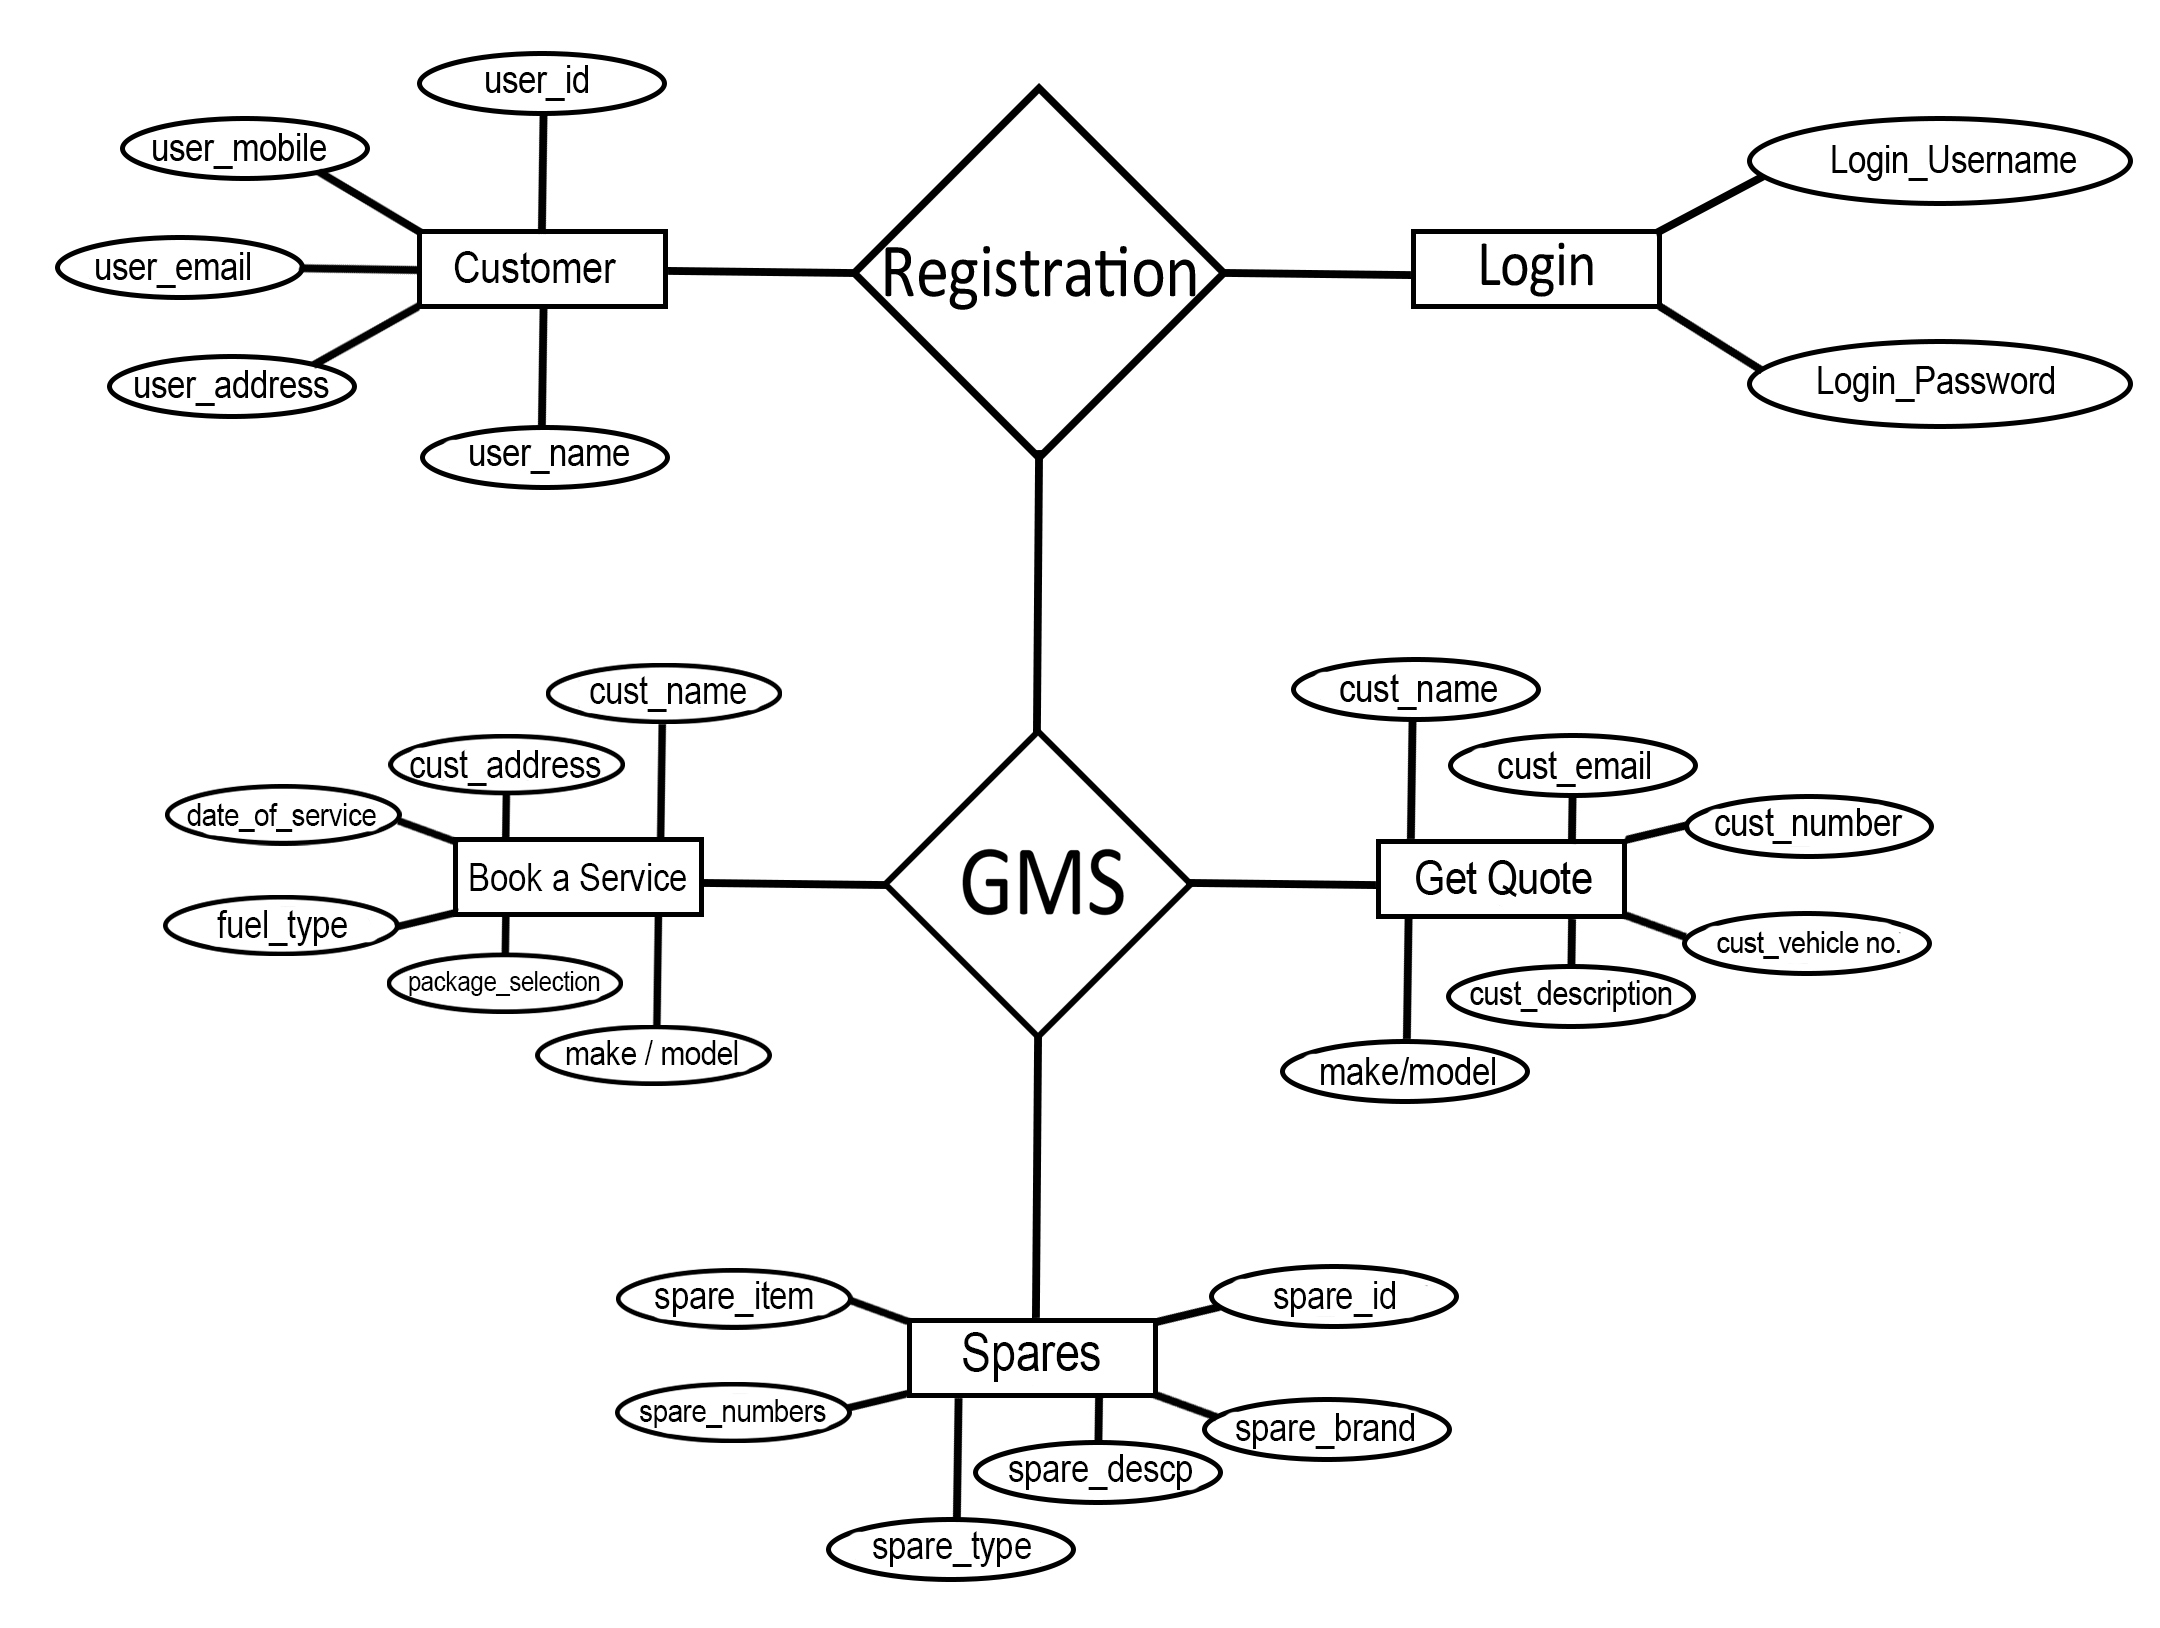 user_id
user_mobile
Login_Username
user_email
Customer
Registration
Login
user_address
Login_Password
user_name
cust_name
cust_name
cust_address
cust_email
date_of_service
cust_number
Book a Service
GMS
Get Quote
fuel_type
cust_vehicle no.
package_selection
cust_description
make / model
make/model
spare_item
spare_id
Spares
spare_numbers
spare_brand
spare_descp
spare_type